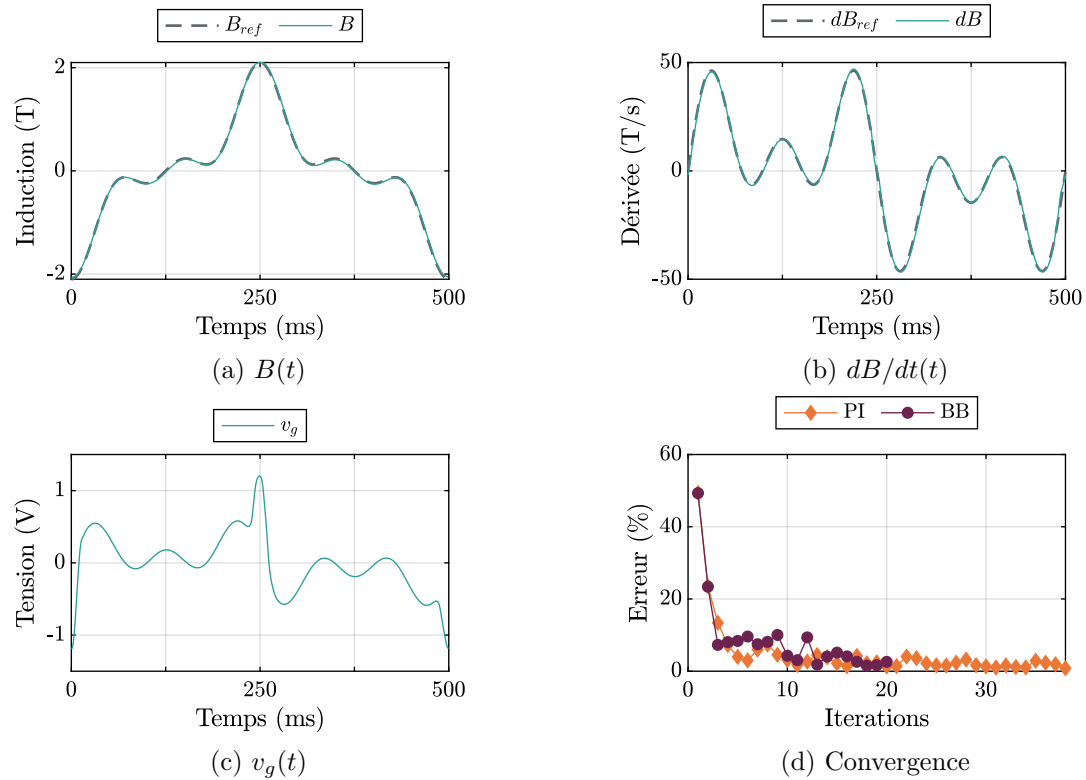 B_ref B
Induction (T)
2
0
-2
0 250 500
Temps (ms)
(a) B(t)
dB_ref dB
Dérivée (T/s)
50
0
-50
0 250 500
Temps (ms)
(b) dB/dt(t)
v_g
Tension (V)
1
0
-1
0 250 500
Temps (ms)
(c) v_g(t)
PI BB
Erreur (%)
60
40
20
0
0 10 20 30
Iterations
(d) Convergence